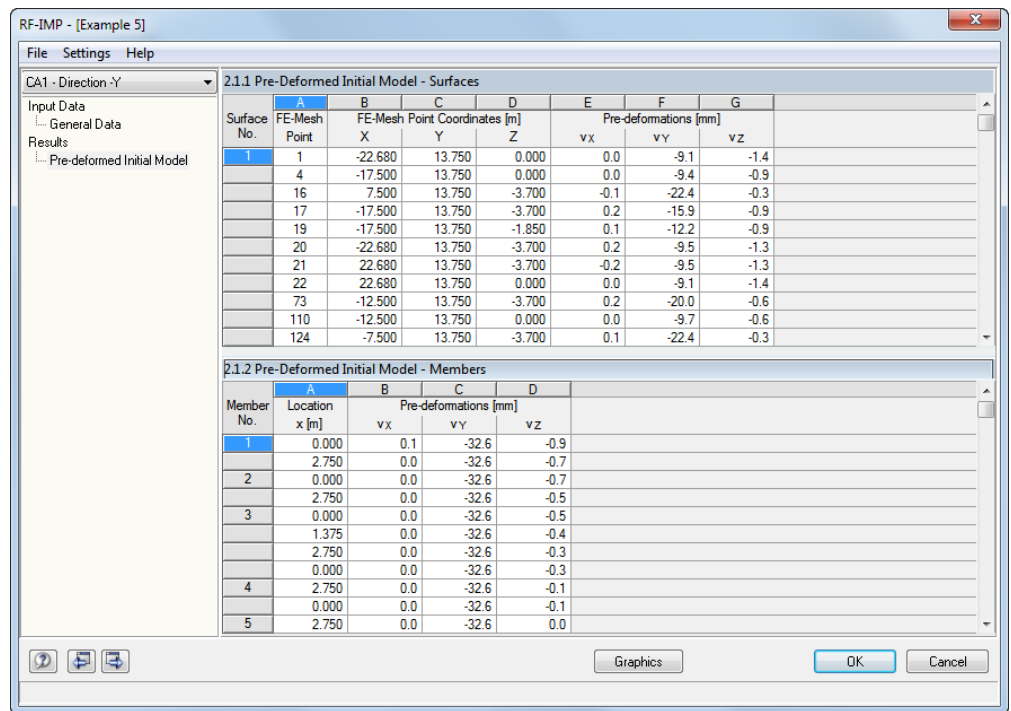 RF-IMP - [Example 5]
File Settings Help
CA1 - Direction -Y
Input Data
General Data
Results
Pre-deformed Initial Model
2.1.1 Pre-Deformed Initial Model - Surfaces
A B C D E F G
Surface FE-Mesh FE-Mesh Point Coordinates [m] Pre-deformations [mm]
No. Point X Y Z vX vY vZ
1 1 -22.680 13.750 0.000 0.0 -9.1 -1.4
4 -17.500 13.750 0.000 0.0 -9.4 -0.9
16 7.500 13.750 -3.700 -0.1 -22.4 -0.3
17 -17.500 13.750 -3.700 0.2 -15.9 -0.9
19 -17.500 13.750 -1.850 0.1 -12.2 -0.9
20 -22.680 13.750 -3.700 0.2 -9.5 -1.3
21 22.680 13.750 -3.700 -0.2 -9.5 -1.3
22 22.680 13.750 0.000 0.0 -9.1 -1.4
73 -12.500 13.750 -3.700 0.2 -20.0 -0.6
110 -12.500 13.750 0.000 0.0 -9.7 -0.6
124 -7.500 13.750 -3.700 0.1 -22.4 -0.3
2.1.2 Pre-Deformed Initial Model - Members
A B C D
Member Location Pre-deformations [mm]
No. x [m] vX vY vZ
1 0.000 0.1 -32.6 -0.9
2.750 0.0 -32.6 -0.7
2 0.000 0.0 -32.6 -0.7
2.750 0.0 -32.6 -0.5
3 0.000 0.0 -32.6 -0.5
1.375 0.0 -32.6 -0.4
2.750 0.0 -32.6 -0.3
0.000 0.0 -32.6 -0.3
4 2.750 0.0 -32.6 -0.1
0.000 0.0 -32.6 -0.1
5 2.750 0.0 -32.6 0.0
Graphics OK Cancel